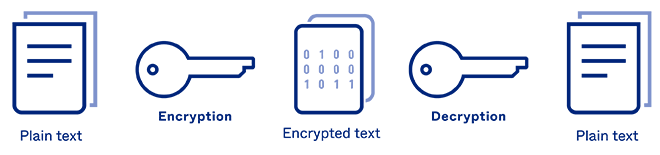 0 1 0 0
0 0 0 0
1 0 1 1
Plain text
Encryption
Encrypted text
Decryption
Plain text